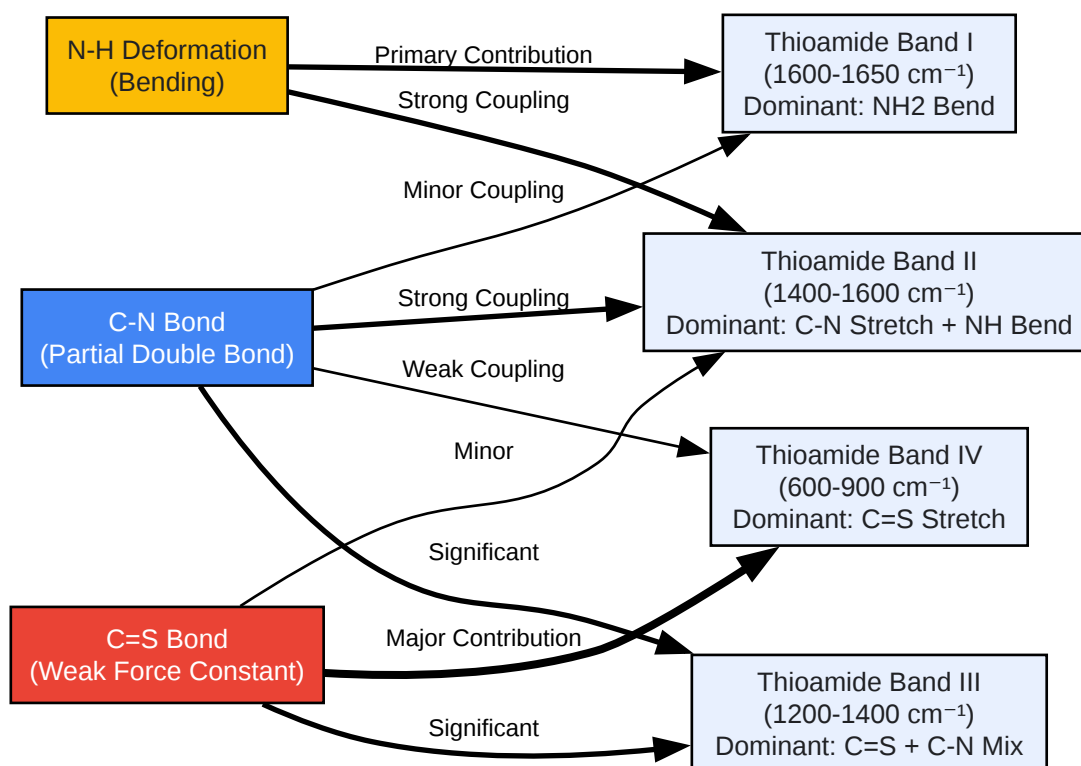 N-H Deformation
(Bending)
Primary Contribution
Strong Coupling
Thioamide Band I
(1600-1650 cm⁻¹)
Dominant: NH2 Bend
Minor Coupling
C-N Bond
(Partial Double Bond)
Strong Coupling
Weak Coupling
Thioamide Band II
(1400-1600 cm⁻¹)
Dominant: C-N Stretch + NH Bend
Minor
Significant
Thioamide Band IV
(600-900 cm⁻¹)
Dominant: C=S Stretch
C=S Bond
(Weak Force Constant)
Major Contribution
Significant
Thioamide Band III
(1200-1400 cm⁻¹)
Dominant: C=S + C-N Mix